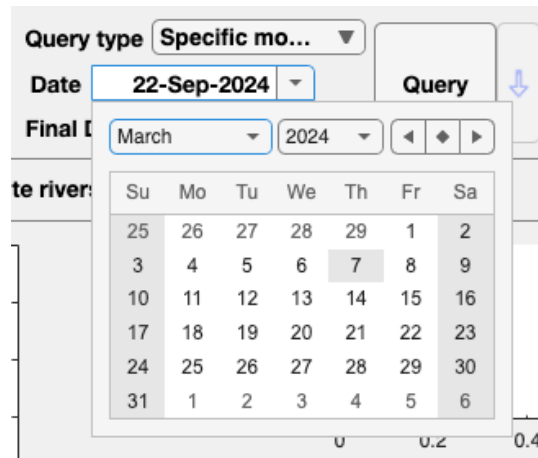 Query type Specific mo...
Date 22-Sep-2024 Query
Final D
March 2024
te rivers
Su Mo Tu We Th Fr Sa
25 26 27 28 29 1 2
3 4 5 6 7 8 9
10 11 12 13 14 15 16
17 18 19 20 21 22 23
24 25 26 27 28 29 30
31 1 2 3 4 5 6
0 0.2 0.4